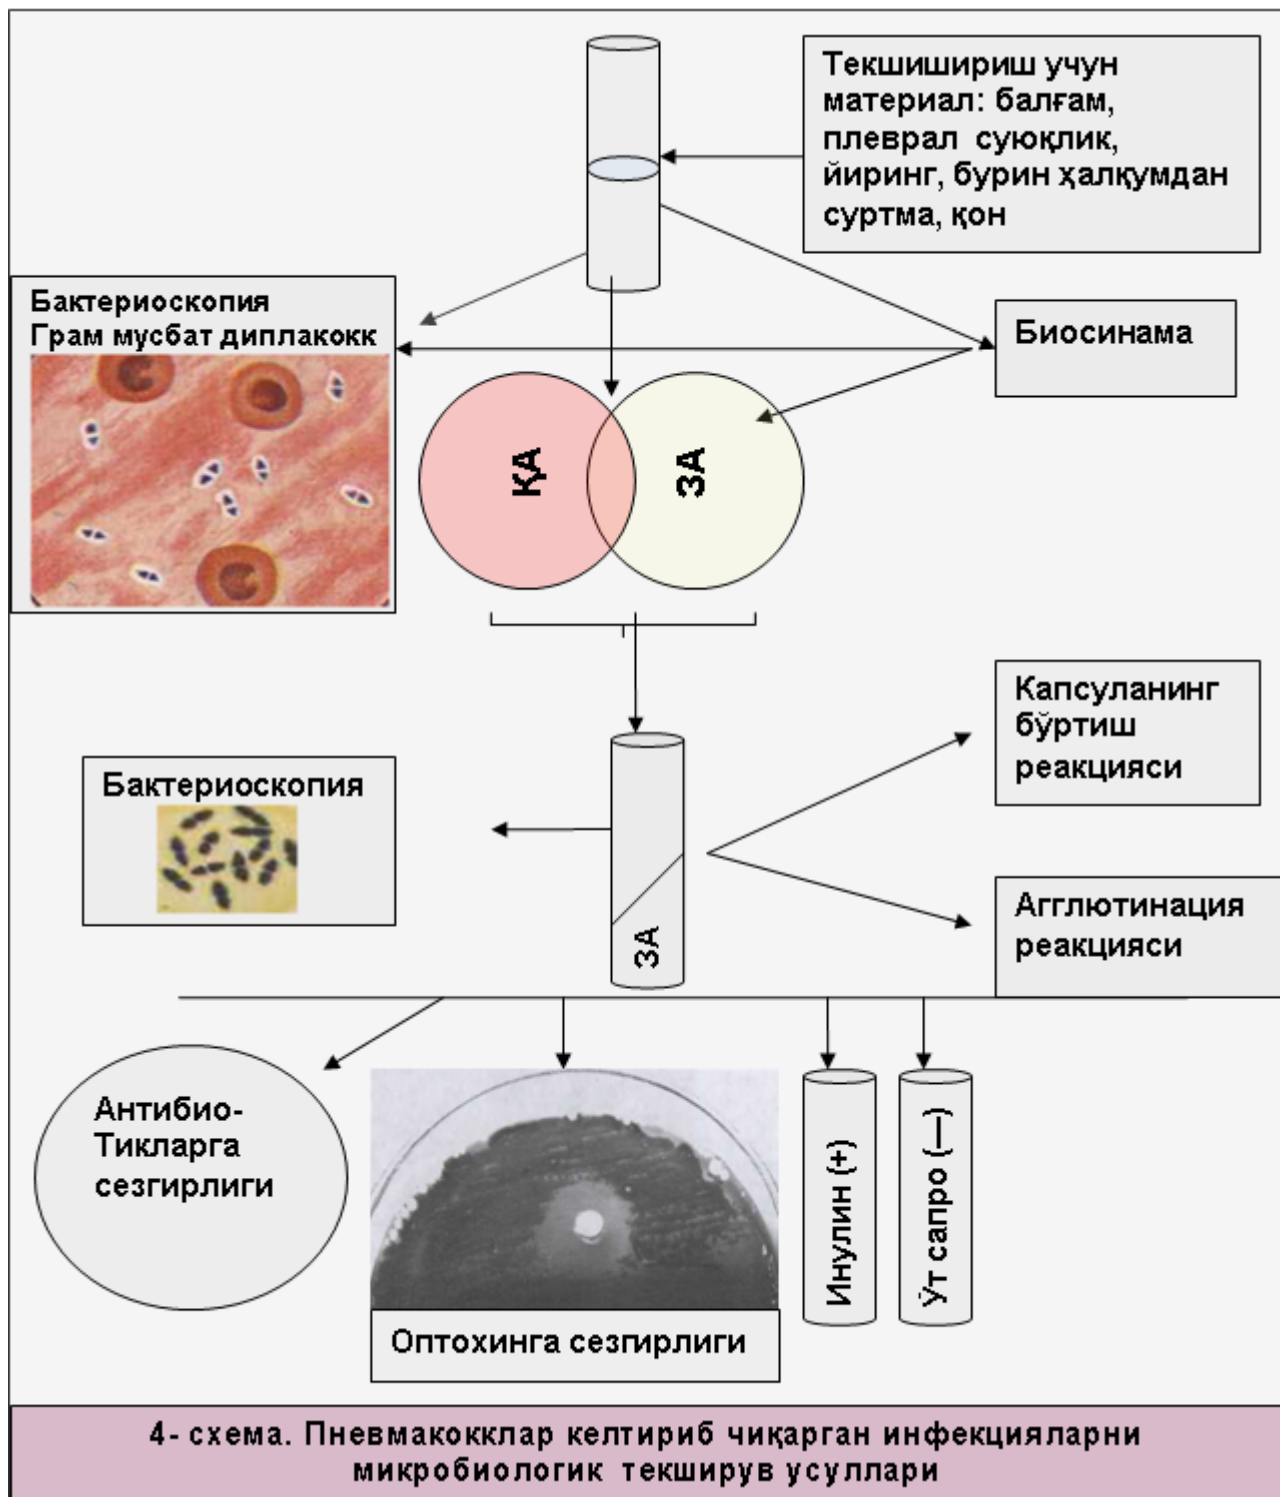 Текшишириш учун
материал: балғам,
плеврал суюқлик,
йиринг, бурин ҳалқумдан
суртма, қон
Бактериоскопия
Грам мусбат диплакокк
Биосинама
ҚА
ЗА
Капсуланинг
бўртиш
реакцияси
Бактериоскопия
ЗА
Агглютинация
реакцияси
Антибио-
Тикларга
сезгирлиги
Оптохинга сезгирлиги
Инулин (+)
Ўт сапро (—)
4- схема. Пневмакокклар келтириб чиқарган инфекцияларни
микробиологик текширув усуллари